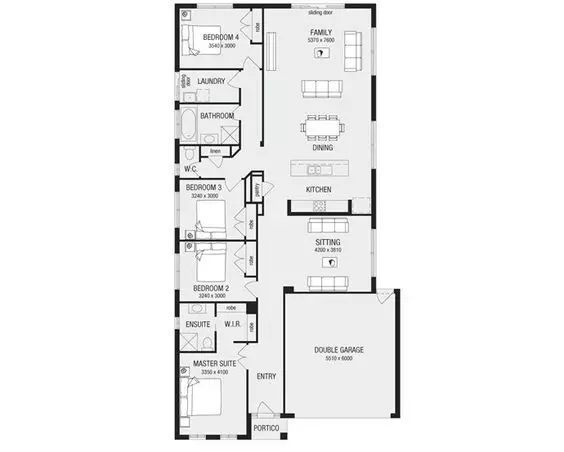 sliding door
BEDROOM 4
3540 x 3000
robe
FAMILY
5370 x 7600
sliding
door
LAUNDRY
BATHROOM
DINING
linen
W.C.
KITCHEN
pantry
BEDROOM 3
3240 x 3000
robe
SITTING
4200 x 3810
robe
BEDROOM 2
3240 x 3000
robe
ENSUITE
W.I.R.
robe
DOUBLE GARAGE
5510 x 6000
MASTER SUITE
3350 x 4100
ENTRY
PORTICO